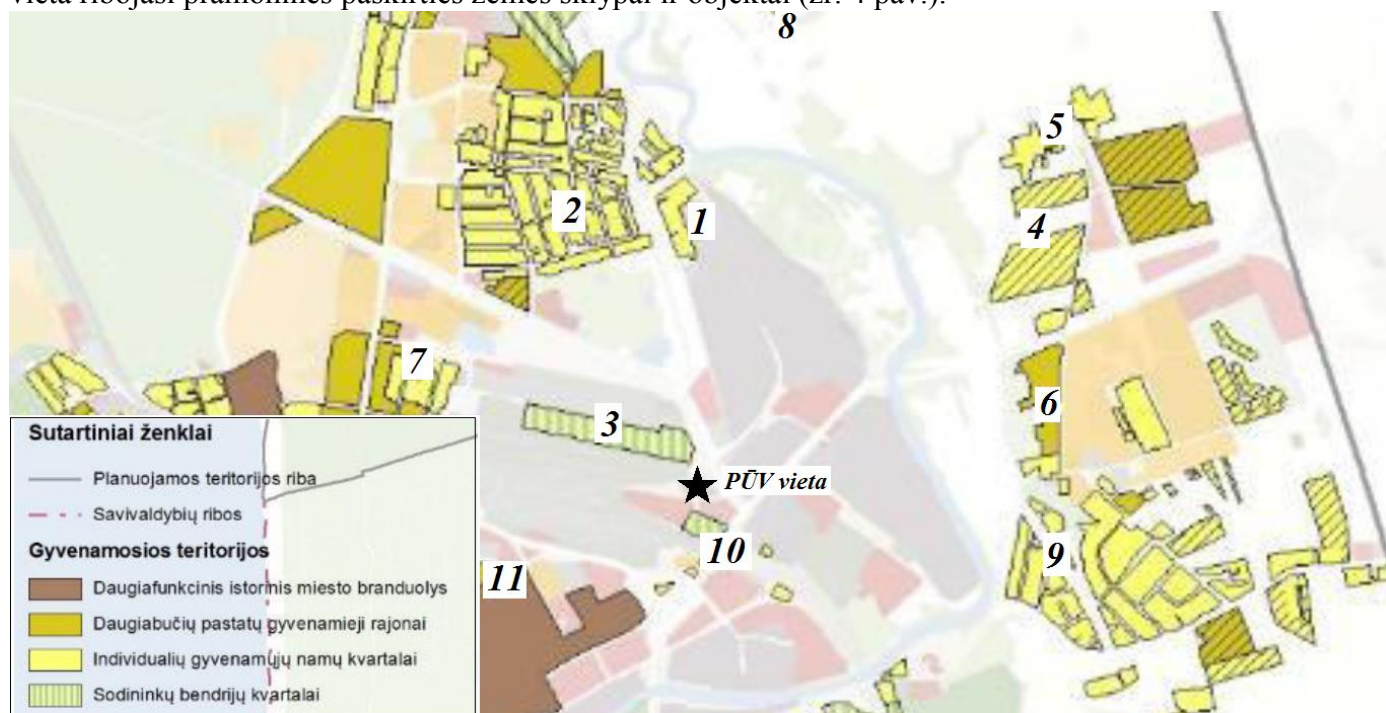 vieta ribojasi pramoninės paskirties žemės sklypai ir objektai (žr. 4 pav.).
8
5
2
1
4
7
6
3
PŪV vieta
10
9
11
Sutartiniai ženklai
Planuojamos teritorijos riba
Savivaldybių ribos
Gyvenamosios teritorijos
Daugiafunkcinis istorinis miesto branduolys
Daugiabučių pastatų gyvenamieji rajonai
Individualių gyvenamųjų namų kvartalai
Sodininkų bendrijų kvartalai